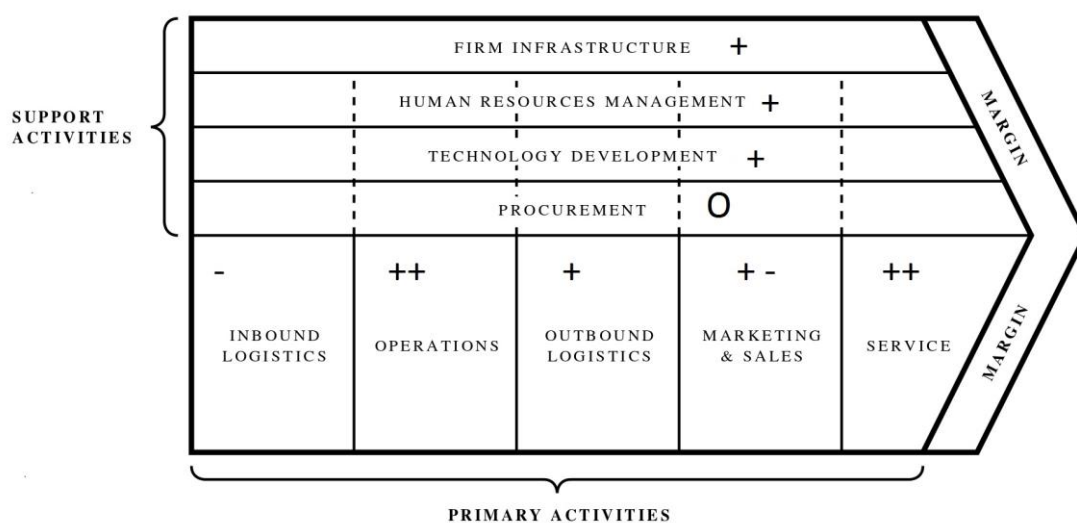 FIRM INFRASTRUCTURE +
HUMAN RESOURCES MANAGEMENT +
TECHNOLOGY DEVELOPMENT +
PROCUREMENT O
SUPPORT
ACTIVITIES
MARGIN
- ++ + + - ++
INBOUND
LOGISTICS
OPERATIONS
OUTBOUND
LOGISTICS
MARKETING
& SALES
SERVICE
MARGIN
PRIMARY ACTIVITIES